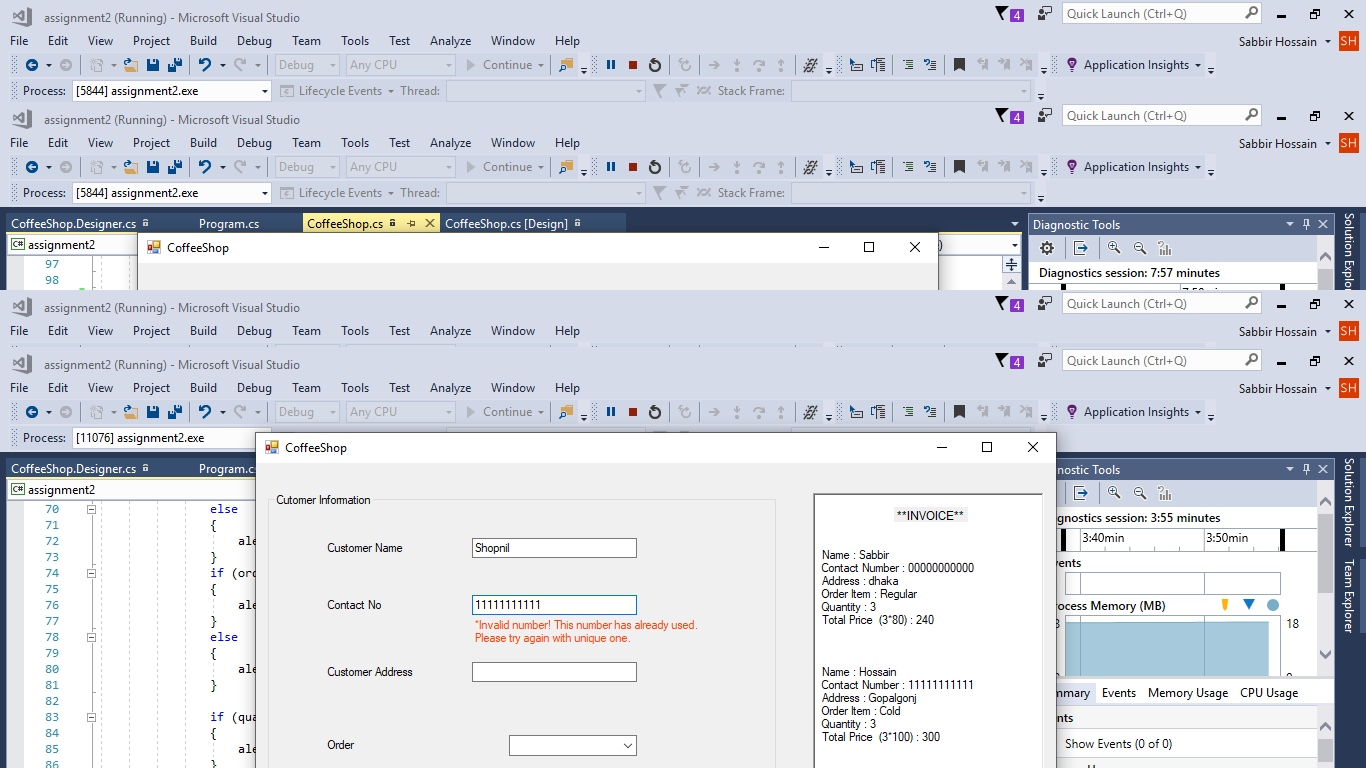 assignment2 (Running) - Microsoft Visual Studio
4
Quick Launch (Ctrl+Q)
File Edit View Project Build Debug Team Tools Test Analyze Window Help
Sabbir Hossain SH
Debug Any CPU Continue Application Insights
Process: [5844] assignment2.exe Lifecycle Events Thread: Stack Frame:
assignment2 (Running) - Microsoft Visual Studio
4
Quick Launch (Ctrl+Q)
File Edit View Project Build Debug Team Tools Test Analyze Window Help
Sabbir Hossain SH
Debug Any CPU Continue Application Insights
Process: [5844] assignment2.exe Lifecycle Events Thread: Stack Frame:
CoffeeShop.Designer.cs Program.cs CoffeeShop.cs CoffeeShop.cs [Design]
Diagnostic Tools
C# assignment2
CoffeeShop
97
98
Diagnostics session: 7:57 minutes
assignment2 (Running) - Microsoft Visual Studio
4
Quick Launch (Ctrl+Q)
File Edit View Project Build Debug Team Tools Test Analyze Window Help
Sabbir Hossain SH
assignment2 (Running) - Microsoft Visual Studio
4
Quick Launch (Ctrl+Q)
File Edit View Project Build Debug Team Tools Test Analyze Window Help
Sabbir Hossain SH
Debug Any CPU Continue Application Insights
Process: [11076] assignment2.exe
CoffeeShop.Designer.cs Program.c
C# assignment2
70 else
71 {
72 ale
73 }
74 if (ord
75 {
76 ale
77 }
78 else
79 {
80 ale
81 }
82
83 if (qua
84 {
85 ale
86 }
CoffeeShop
Cutomer Information
Customer Name Shopnil
Contact No 11111111111
*Invalid number! This number has already used.
Please try again with unique one.
Customer Address
Order
**INVOICE**
Name : Sabbir
Contact Number : 00000000000
Address : dhaka
Order Item : Regular
Quantity : 3
Total Price (3*80) : 240
Name : Hossain
Contact Number : 11111111111
Address : Gopalgonj
Order Item : Cold
Quantity : 3
Total Price (3*100) : 300
nostic Tools
gnostics session: 3:55 minutes
3:40min 3:50min
vents
rocess Memory (MB)
18
mmary Events Memory Usage CPU Usage
nts
Show Events (0 of 0)
Solution Explor
Solution Explorer
Team Explorer